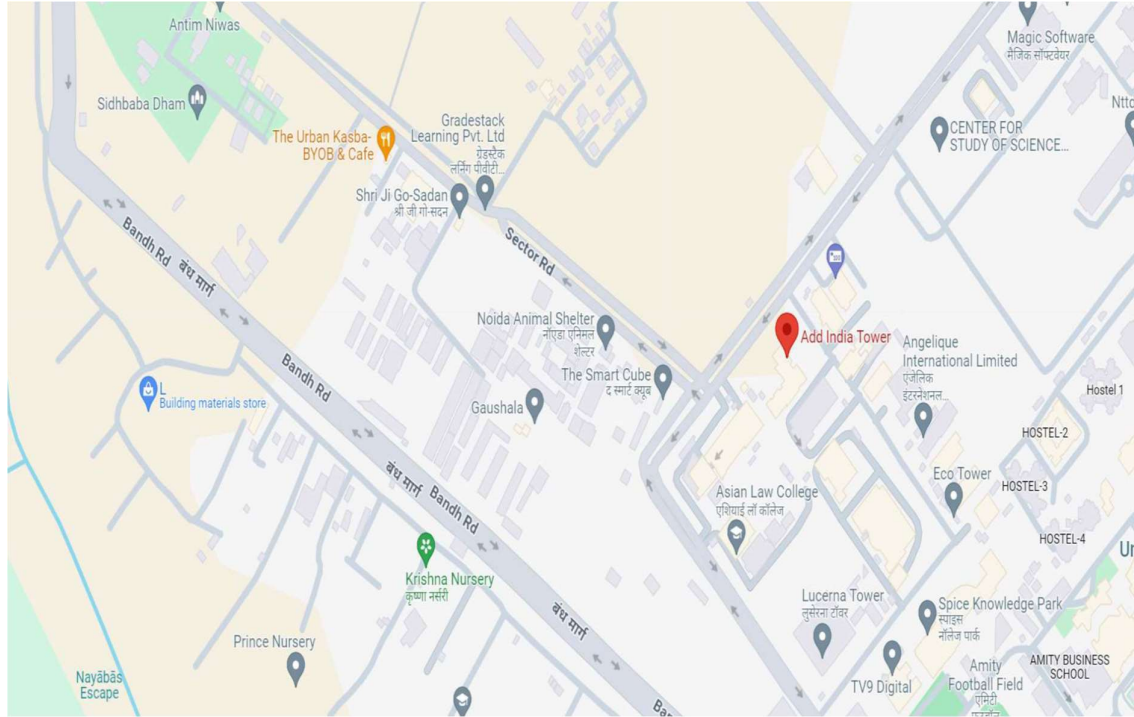 Antim Niwas
Sidhbaba Dham
The Urban Kasba-
BYOB & Cafe
Gradestack
Learning Pvt. Ltd
ग्रेडस्टैक
लर्निंग पीवीटी...
Shri Ji Go-Sadan
श्री जी गो-सदन
Magic Software
मैजिक सॉफ्टवेयर
Nttd
CENTER FOR
STUDY OF SCIENCE...
Bandh Rd
बंध मार्ग
Sector Rd
Noida Animal Shelter
नॉएडा एनिमल
शेल्टर
The Smart Cube
द स्मार्ट क्यूब
Add India Tower
Angelique
International Limited
एंजेलिक
इंटरनेशनल...
Bandh Rd
L
Building materials store
Gaushala
Hostel 1
HOSTEL-2
HOSTEL-3
HOSTEL-4
Eco Tower
बंध मार्ग
Bandh Rd
Asian Law College
एशियाई लॉ कॉलेज
Krishna Nursery
कृष्णा नर्सरी
बंध मार्ग
Lucerna Tower
लुसेरना टॉवर
Spice Knowledge Park
स्पाइस
नॉलेज पार्क
Un
Prince Nursery
Nayābās
Escape
TV9 Digital
Amity
Football Field
एमिटी
AMITY BUSINESS
SCHOOL
Ba